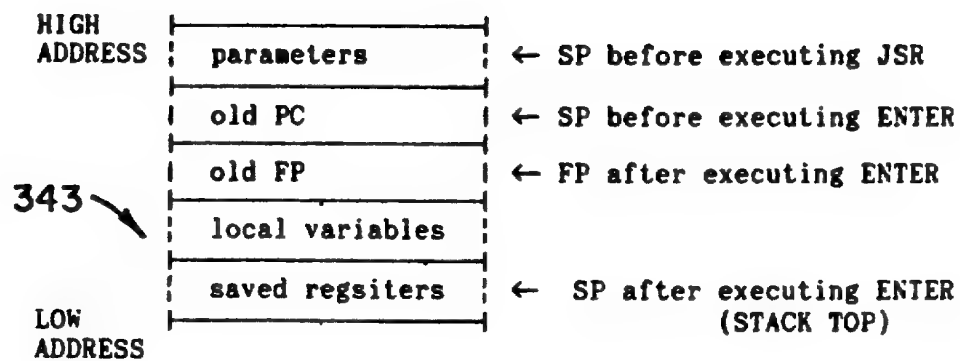 HIGH
ADDRESS
parameters ← SP before executing JSR
old PC ← SP before executing ENTER
old FP ← FP after executing ENTER
343
local variables
saved regsiters ← SP after executing ENTER
(STACK TOP)
LOW
ADDRESS